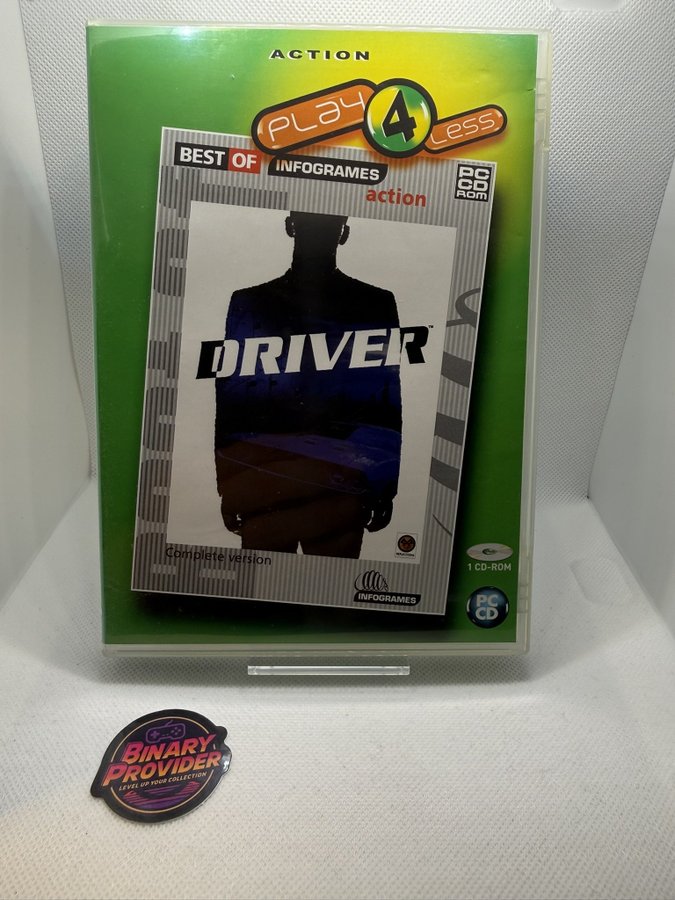 ACTION
PLAY 4 LESS
BEST OF INFOGRAMES
action
PC
CD
ROM
DRIVER™
Complete version
INFOGRAMES
1 CD-ROM
PC
CD
BINARY
PROVIDER
LEVEL UP YOUR COLLECTION